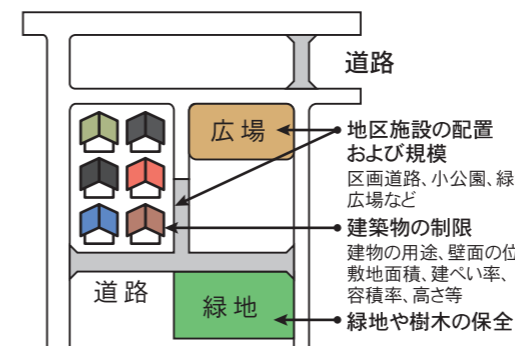 道路
広場
地区施設の配置
および規模
区画道路、小公園、緑
広場など
建築物の制限
建物の用途、壁面の位
敷地面積、建ぺい率、
容積率、高さ等
道路
緑地
緑地や樹木の保全